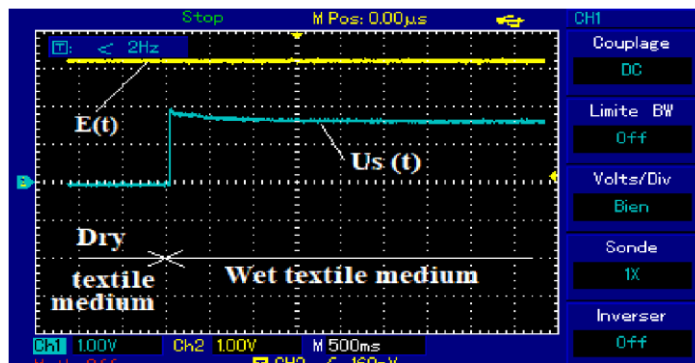 Stop
M Pos: 0.00µs
CH1
T: < 2Hz
Couplage
DC
E(t)
Limite BW
Off
Us (t)
Volts/Div
Bien
Dry
textile
medium
Wet textile medium
Sonde
1X
Inverser
Off
Ch1 1.00V
Ch2 1.00V
M 500ms